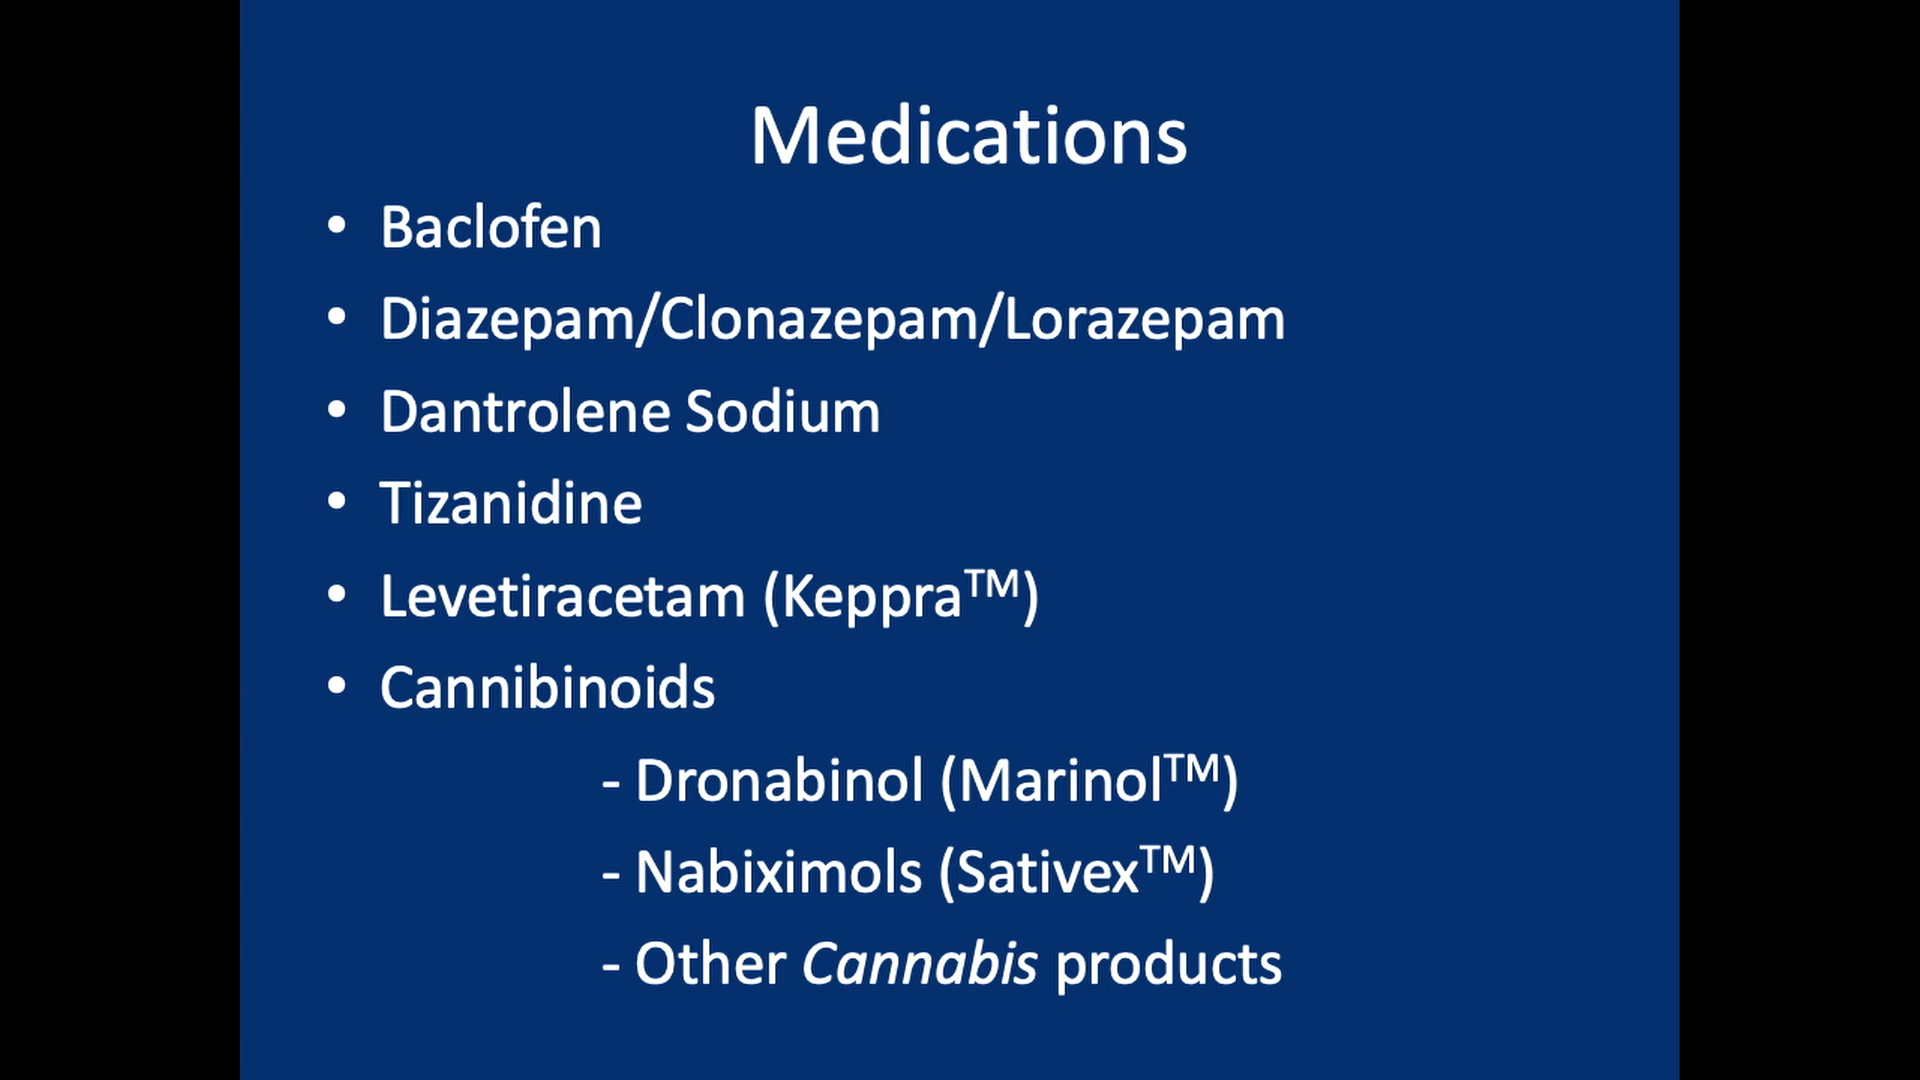 Medications
• Baclofen
• Diazepam/Clonazepam/Lorazepam
• Dantrolene Sodium
• Tizanidine
• Levetiracetam (Keppra™)
• Cannibinoids
- Dronabinol (Marinol™)
- Nabiximols (Sativex™)
- Other Cannabis products